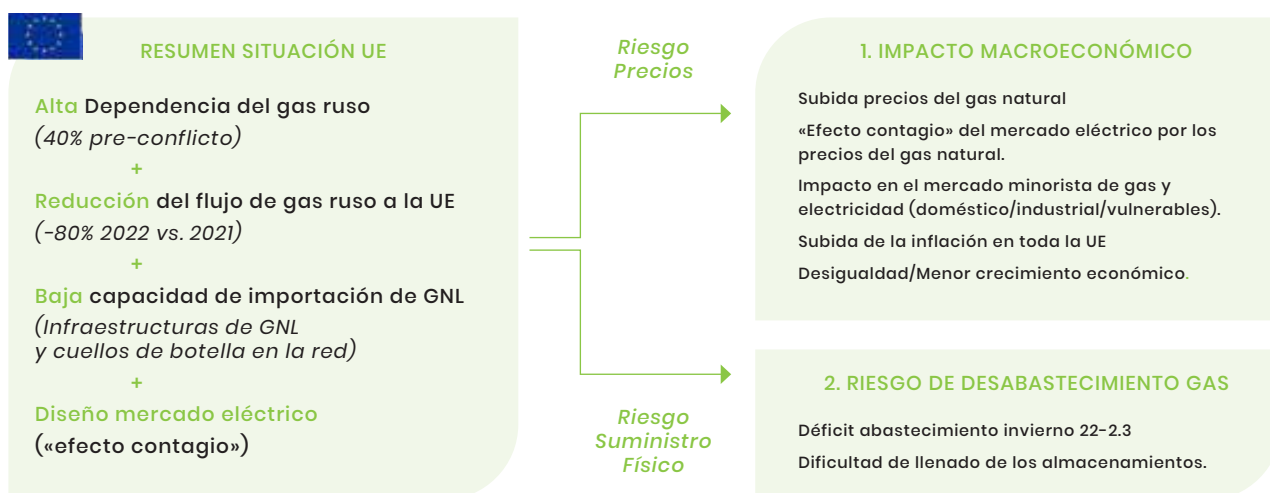 RESUMEN SITUACIÓN UE
Alta Dependencia del gas ruso
(40% pre-conflicto)
+
Reducción del flujo de gas ruso a la UE
(-80% 2022 vs. 2021)
+
Baja capacidad de importación de GNL
(Infraestructuras de GNL
y cuellos de botella en la red)
+
Diseño mercado eléctrico
(«efecto contagio»)
Riesgo
Precios
Riesgo
Suministro
Físico
1. IMPACTO MACROECONÓMICO
Subida precios del gas natural
«Efecto contagio» del mercado eléctrico por los
precios del gas natural.
Impacto en el mercado minorista de gas y
electricidad (doméstico/industrial/vulnerables).
Subida de la inflación en toda la UE
Desigualdad/Menor crecimiento económico.
2. RIESGO DE DESABASTECIMIENTO GAS
Déficit abastecimiento invierno 22-2.3
Dificultad de llenado de los almacenamientos.